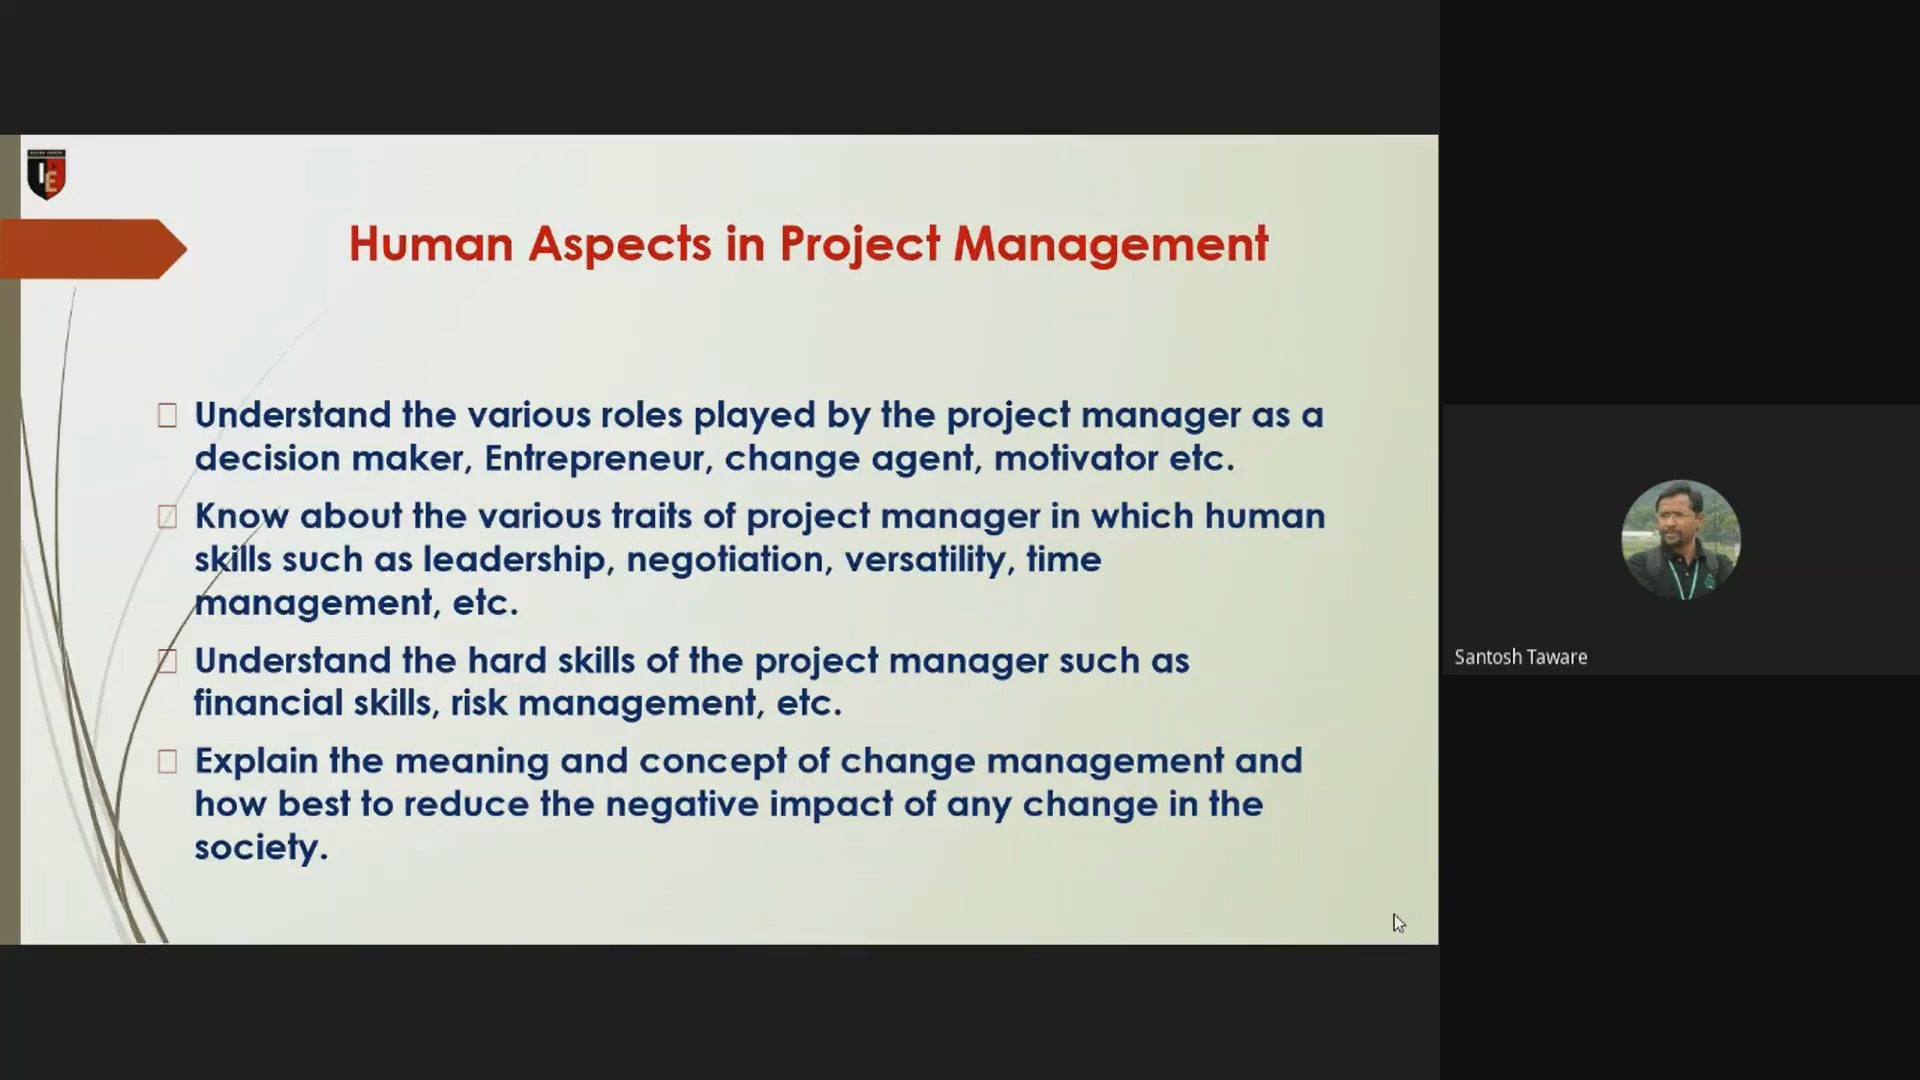 IE
Human Aspects in Project Management
Understand the various roles played by the project manager as a
decision maker, Entrepreneur, change agent, motivator etc.
Know about the various traits of project manager in which human
skills such as leadership, negotiation, versatility, time
management, etc.
Understand the hard skills of the project manager such as
financial skills, risk management, etc.
Explain the meaning and concept of change management and
how best to reduce the negative impact of any change in the
society.
Santosh Taware